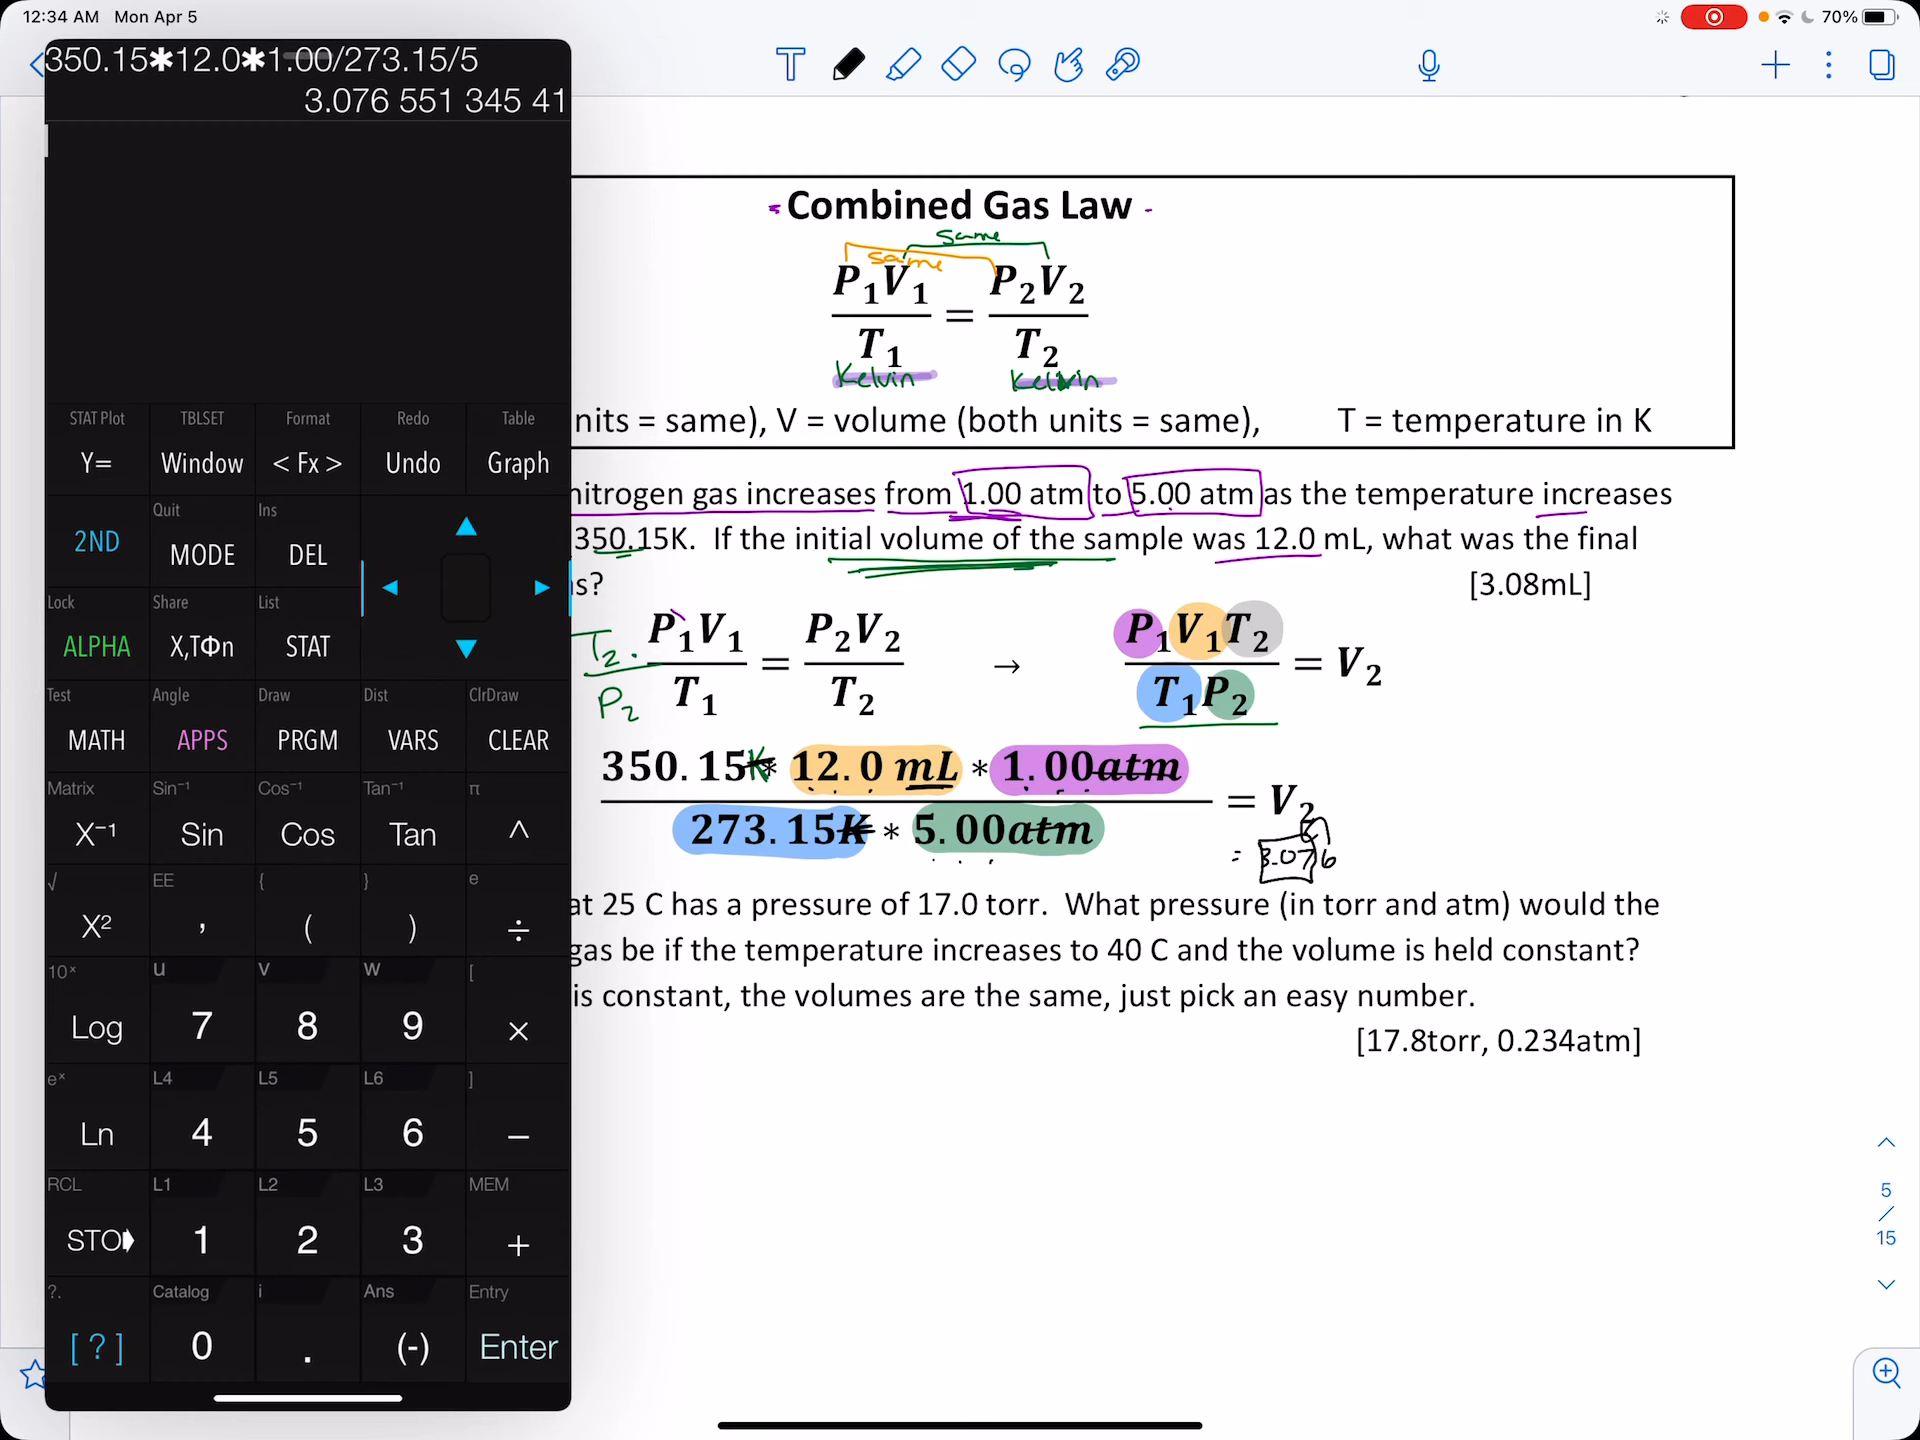 12:34 AM Mon Apr 5
70%
350.15✱12.0✱1.00/273.15/5
3.076 551 345 41
STAT Plot TBLSET Format Redo Table
Y= Window < Fx > Undo Graph
Quit Ins
2ND MODE DEL
Lock Share List
ALPHA X,TΦn STAT
Test Angle Draw Dist ClrDraw
MATH APPS PRGM VARS CLEAR
Matrix Sin⁻¹ Cos⁻¹ Tan⁻¹ π
X⁻¹ Sin Cos Tan ^
√ EE { } e
X² , ( ) ÷
10ˣ u v w [
Log 7 8 9 ×
eˣ L4 L5 L6 ]
Ln 4 5 6 −
RCL L1 L2 L3 MEM
STO 1 2 3 +
?. Catalog i Ans Entry
[ ? ] 0 . (-) Enter
Combined Gas Law
same
same
P₁V₁ = P₂V₂
T₁ T₂
Kelvin Kelvin
nits = same), V = volume (both units = same), T = temperature in K
nitrogen gas increases from 1.00 atm to 5.00 atm as the temperature increases
350.15K. If the initial volume of the sample was 12.0 mL, what was the final
s? [3.08mL]
T₂ . P₁V₁ = P₂V₂ → P₁V₁T₂ = V₂
P₂ T₁ T₂ T₁P₂
350.15K * 12.0 mL * 1.00atm = V₂
273.15K * 5.00atm
= 3.076
at 25 C has a pressure of 17.0 torr. What pressure (in torr and atm) would the
gas be if the temperature increases to 40 C and the volume is held constant?
is constant, the volumes are the same, just pick an easy number.
[17.8torr, 0.234atm]
5
/
15